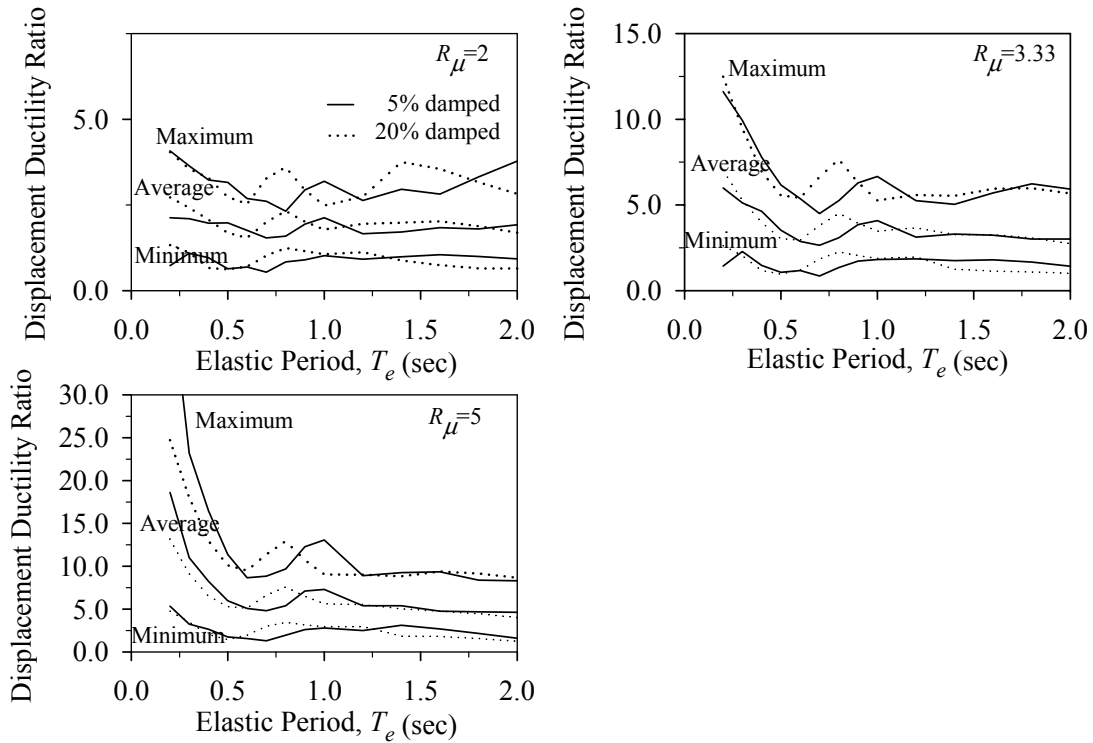 Displacement Ductility Ratio
5.0
0.0
Rμ=2
5% damped
20% damped
Maximum
Average
Minimum
0.0 0.5 1.0 1.5 2.0
Elastic Period, Te (sec)
Displacement Ductility Ratio
15.0
10.0
5.0
0.0
Rμ=3.33
Maximum
Average
Minimum
0.0 0.5 1.0 1.5 2.0
Elastic Period, Te (sec)
Displacement Ductility Ratio
30.0
25.0
20.0
15.0
10.0
5.0
0.0
Rμ=5
Maximum
Average
Minimum
0.0 0.5 1.0 1.5 2.0
Elastic Period, Te (sec)